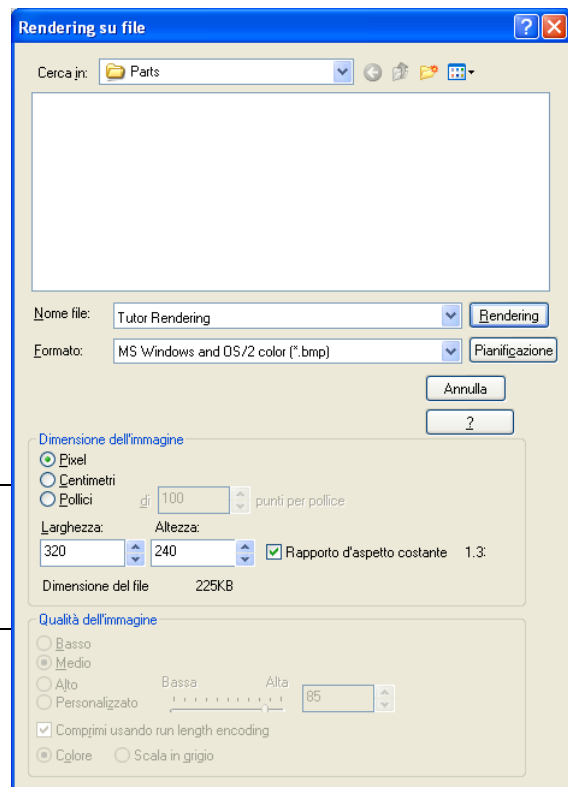 Rendering su file
Cerca in: Parts
Nome file: Tutor Rendering Rendering
Formato: MS Windows and OS/2 color (*.bmp) Pianificazione
Annulla
?
Dimensione dell'immagine
Pixel
Centimetri
Pollici di 100 punti per pollice
Larghezza: Altezza:
320 240 Rapporto d'aspetto costante 1.3:
Dimensione del file 225KB
Qualità dell'immagine
Basso
Medio
Alto Bassa Alta
Personalizzato 85
Comprimi usando run length encoding
Colore Scala in grigio